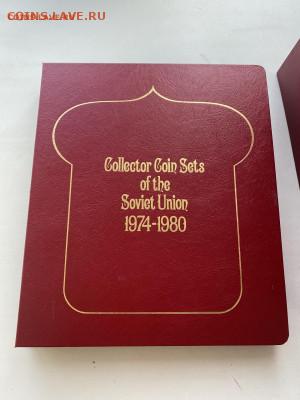 COINS.LAVE.RU
Collector Coin Sets
of the
Soviet Union
1974-1980